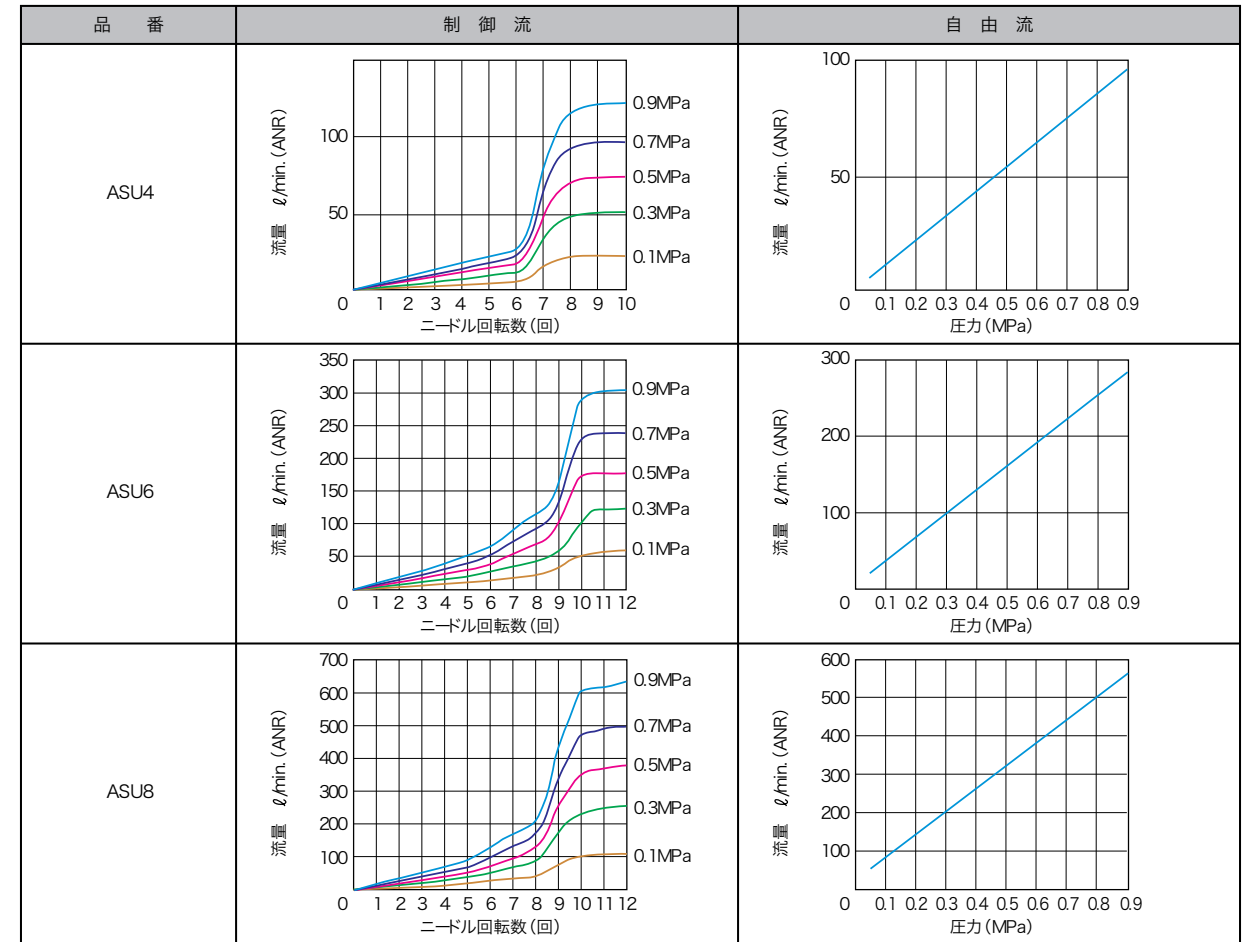 品 番 制 御 流 自 由 流
ASU4
流量 ℓ/min.(ANR)
100
50
0 1 2 3 4 5 6 7 8 9 10
ニードル回転数(回)
0.9MPa
0.7MPa
0.5MPa
0.3MPa
0.1MPa
流量 ℓ/min.(ANR)
100
50
0 0.1 0.2 0.3 0.4 0.5 0.6 0.7 0.8 0.9
圧力(MPa)
ASU6
流量 ℓ/min.(ANR)
350
300
250
200
150
100
50
0 1 2 3 4 5 6 7 8 9 10 11 12
ニードル回転数(回)
0.9MPa
0.7MPa
0.5MPa
0.3MPa
0.1MPa
流量 ℓ/min.(ANR)
300
200
100
0 0.1 0.2 0.3 0.4 0.5 0.6 0.7 0.8 0.9
圧力(MPa)
ASU8
流量 ℓ/min.(ANR)
700
600
500
400
300
200
100
0 1 2 3 4 5 6 7 8 9 10 11 12
ニードル回転数(回)
0.9MPa
0.7MPa
0.5MPa
0.3MPa
0.1MPa
流量 ℓ/min.(ANR)
600
500
400
300
200
100
0 0.1 0.2 0.3 0.4 0.5 0.6 0.7 0.8 0.9
圧力(MPa)